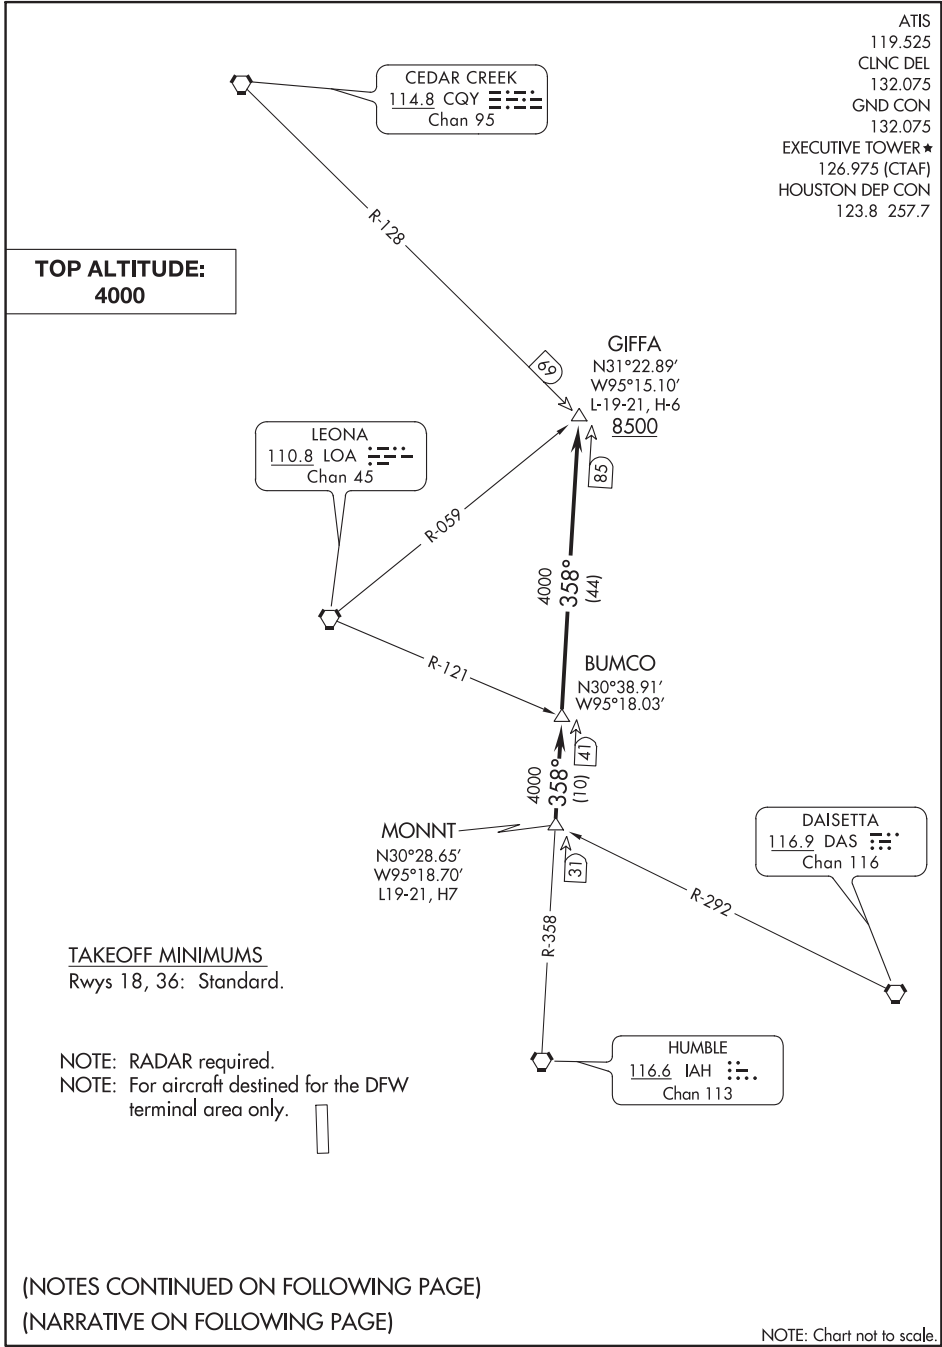 ATIS
119.525
CLNC DEL
132.075
GND CON
132.075
EXECUTIVE TOWER★
126.975 (CTAF)
HOUSTON DEP CON
123.8 257.7
CEDAR CREEK
114.8 CQY
Chan 95
R-128
TOP ALTITUDE:
4000
69
GIFFA
N31°22.89′
W95°15.10′
L-19-21, H-6
8500
LEONA
110.8 LOA
Chan 45
85
R-059
4000
358°
(44)
R-121
BUMCO
N30°38.91′
W95°18.03′
41
4000
358°
(10)
MONNT
N30°28.65′
W95°18.70′
L19-21, H7
31
DAISETTA
116.9 DAS
Chan 116
R-292
R-358
TAKEOFF MINIMUMS
Rwys 18, 36: Standard.
HUMBLE
116.6 IAH
Chan 113
NOTE: RADAR required.
NOTE: For aircraft destined for the DFW
terminal area only.
(NOTES CONTINUED ON FOLLOWING PAGE)
(NARRATIVE ON FOLLOWING PAGE)
NOTE: Chart not to scale.